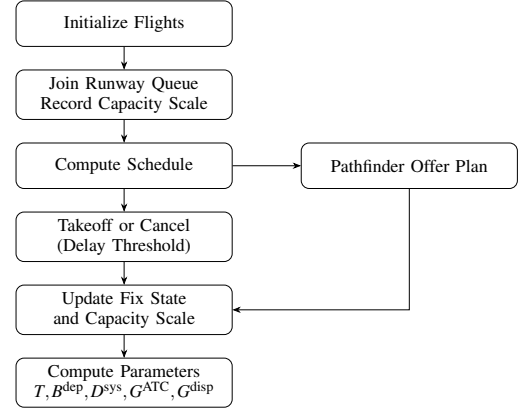 Initialize Flights
Join Runway Queue
Record Capacity Scale
Compute Schedule
Pathfinder Offer Plan
Takeoff or Cancel
(Delay Threshold)
Update Fix State
and Capacity Scale
Compute Parameters
T, B^dep, D^sys, G^ATC, G^disp